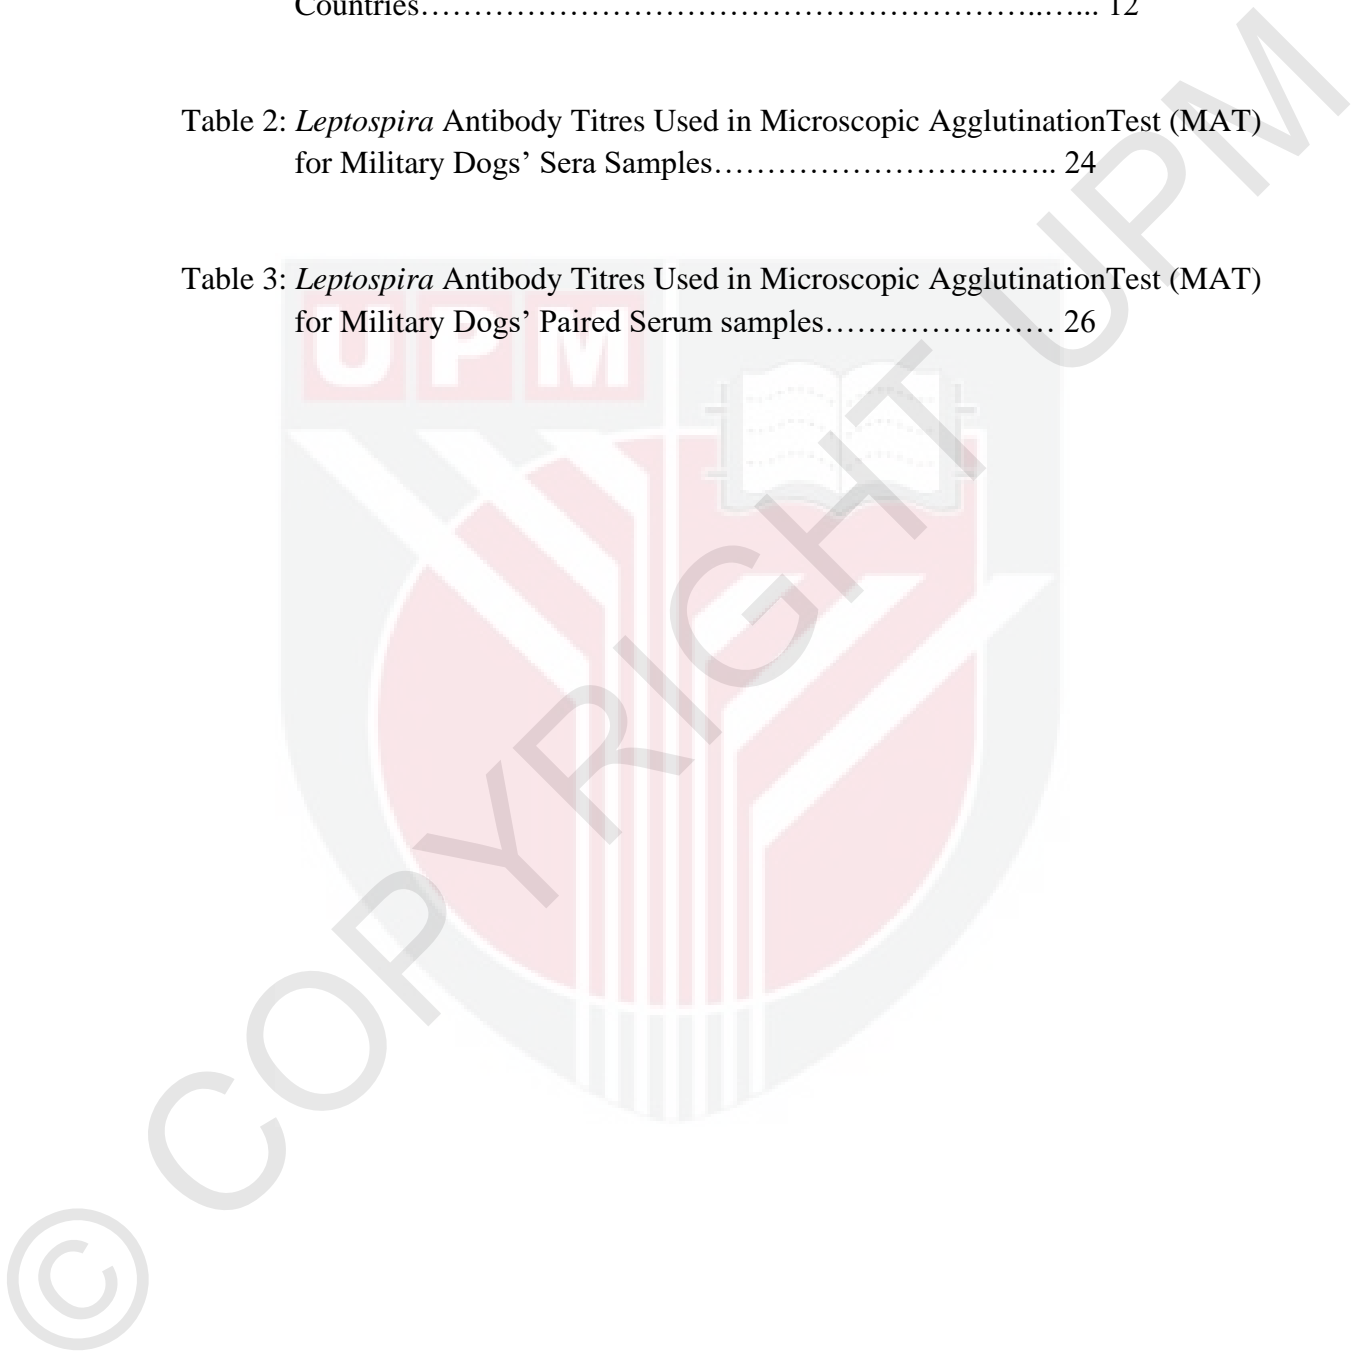 Countries……………………………………………………………..…... 12
Table 2: Leptospira Antibody Titres Used in Microscopic AgglutinationTest (MAT)
for Military Dogs’ Sera Samples……………………….….. 24
Table 3: Leptospira Antibody Titres Used in Microscopic AgglutinationTest (MAT)
for Military Dogs’ Paired Serum samples…………….…… 26
UPM
© COPYRIGHT UPM